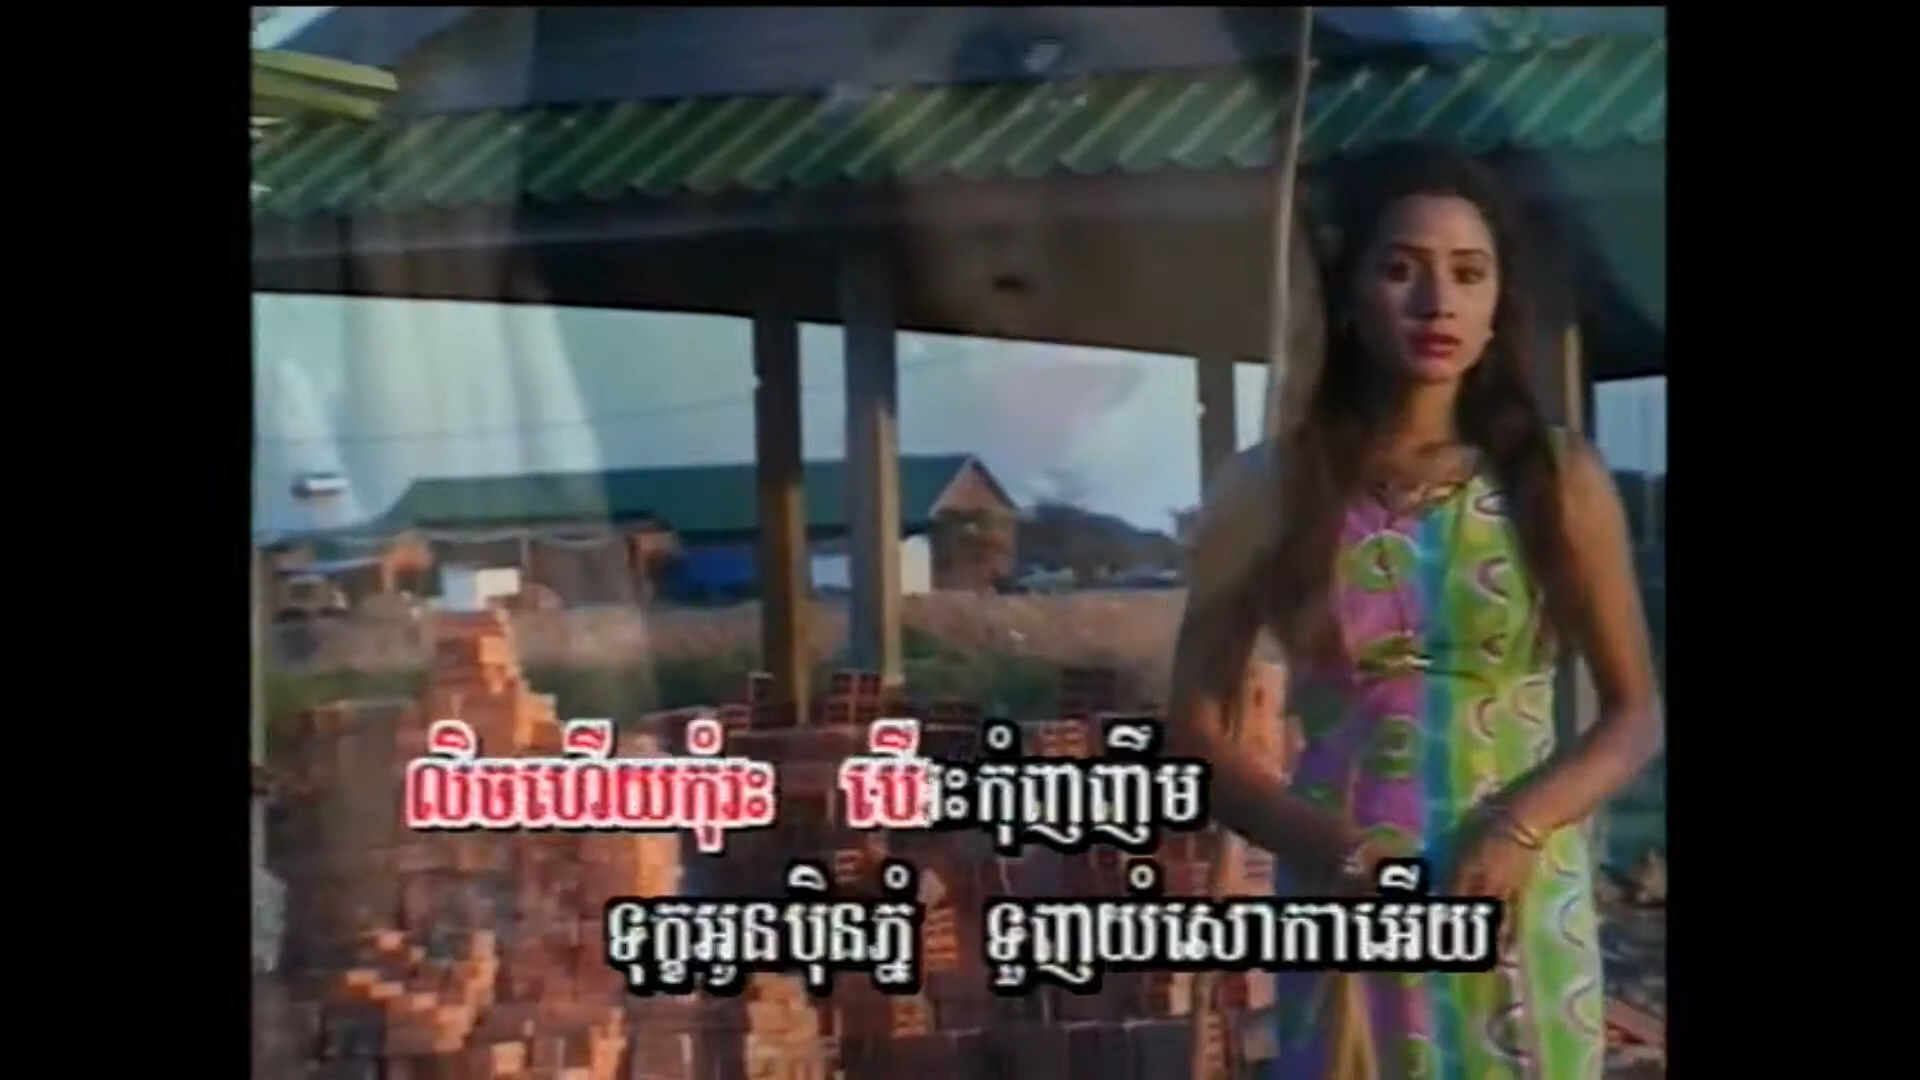 លិចហើយកុំរះ បើរះកុំញញឹម
ទុក្ខអូនប៉ុនភ្នំ ទួញយំសោកាអើយ